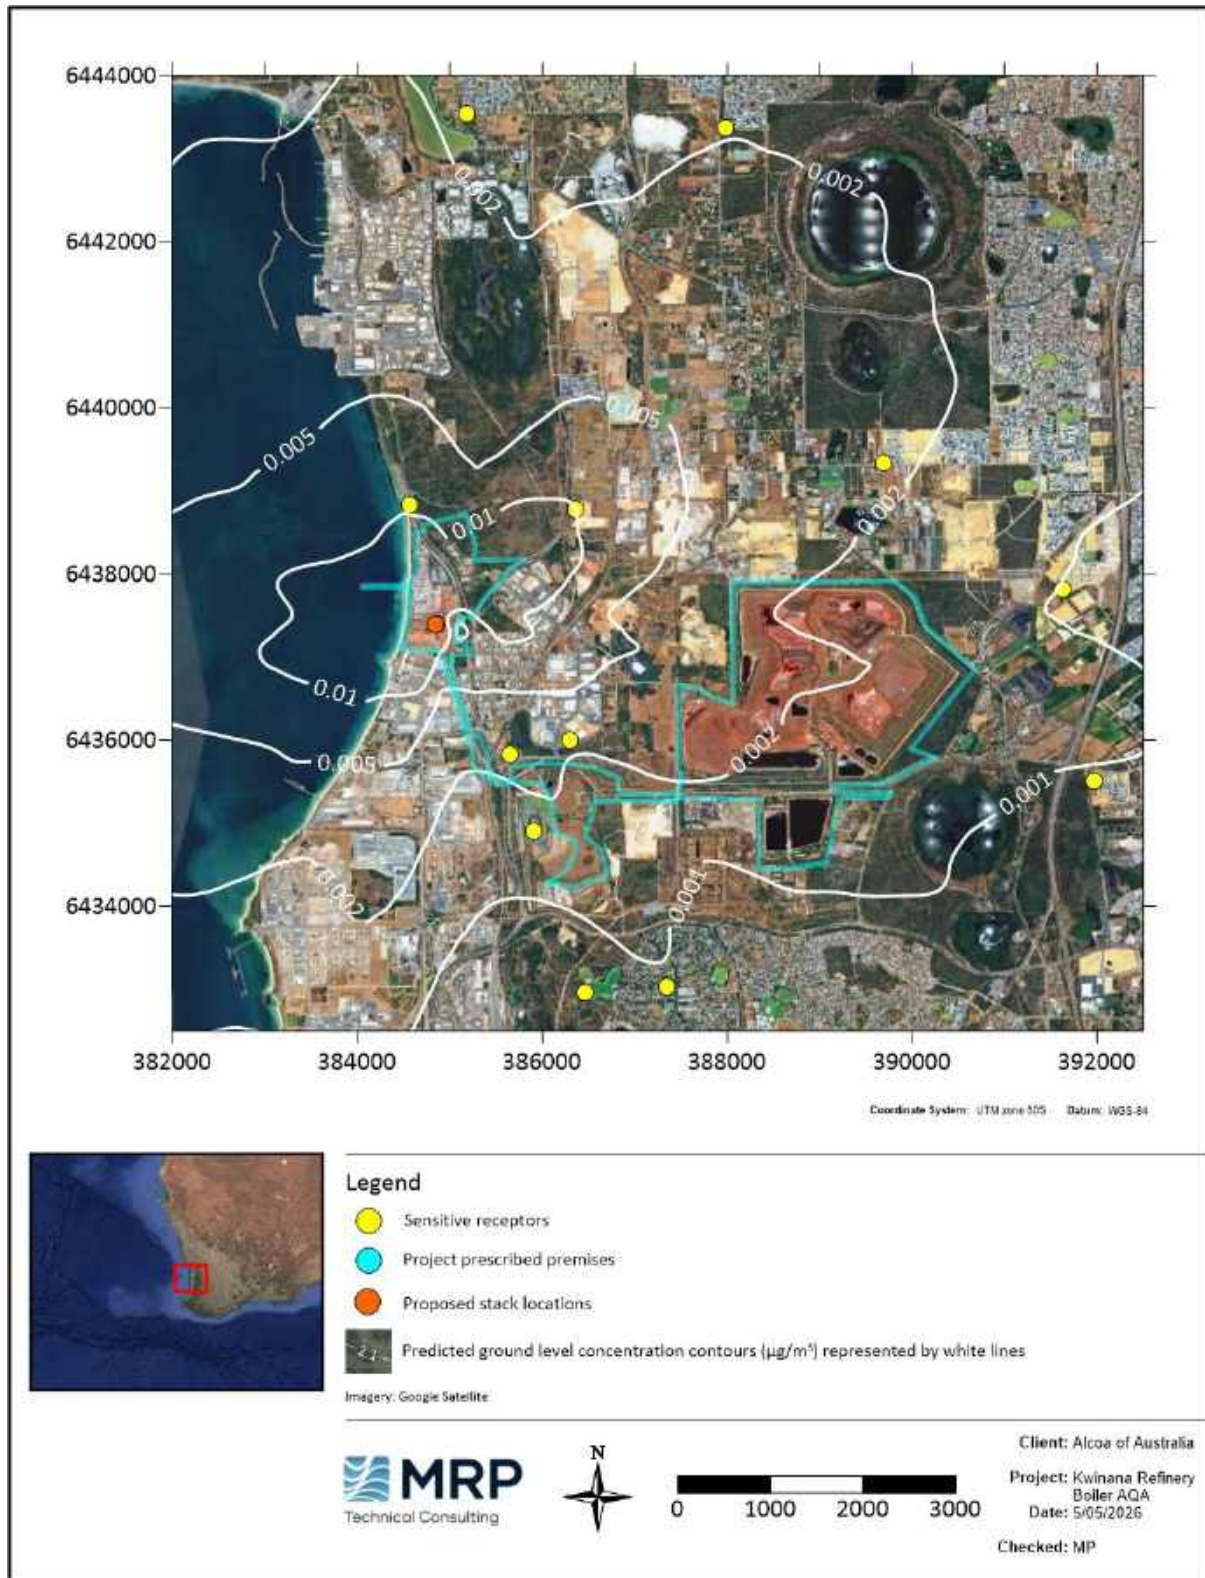 6444000
0.002
0.002
6442000
6440000
0.005
0.005
0.01
0.002
6438000
0.01
6436000
0.005
0.002
0.001
0.002
0.001
6434000
382000 384000 386000 388000 390000 392000
Coordinate System: UTM zone 50S Datum: WGS-84
Legend
Sensitive receptors
Project prescribed premises
Proposed stack locations
2.1
Predicted ground level concentration contours (µg/m³) represented by white lines
Imagery: Google Satellite
MRP
Technical Consulting
N
0 1000 2000 3000
Client: Alcoa of Australia
Project: Kwinana Refinery
Boiler AQA
Date: 5/05/2026
Checked: MP